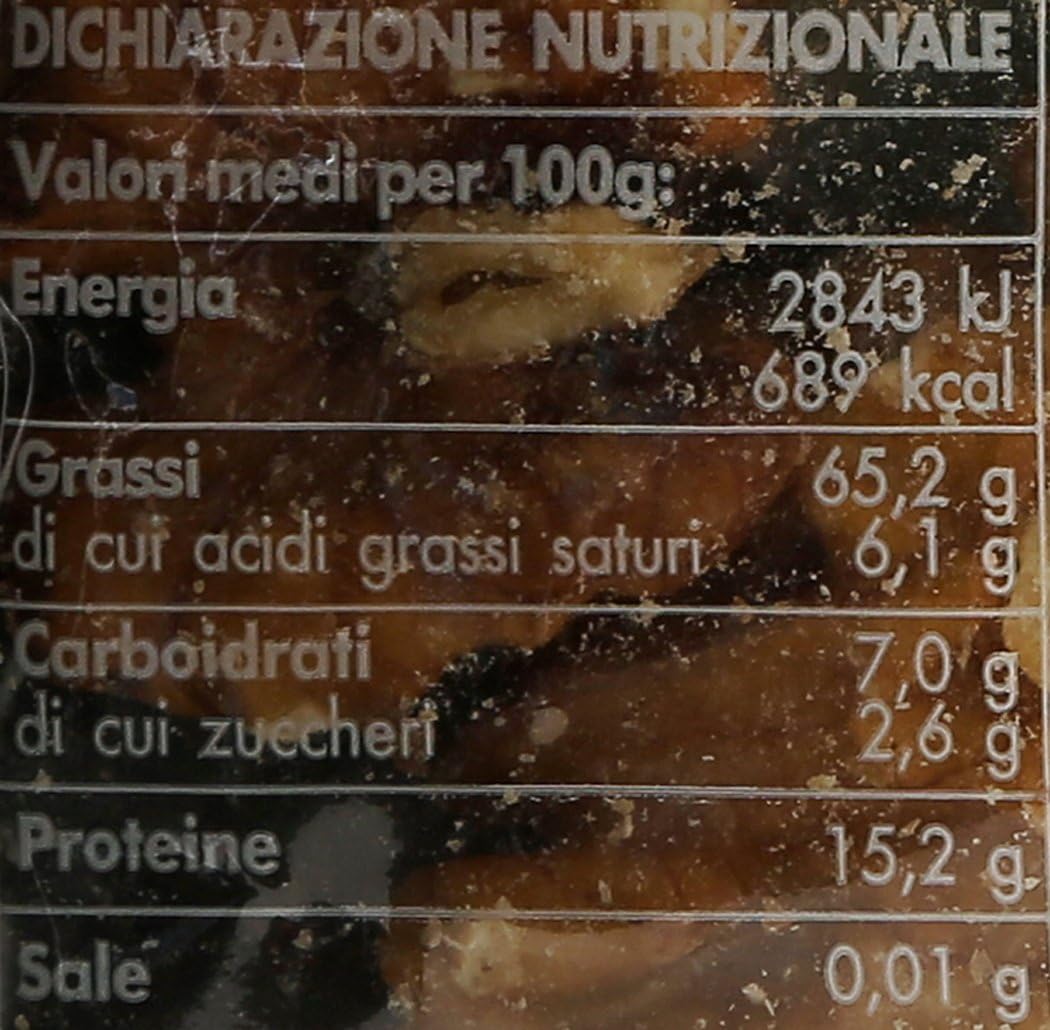 DICHIARAZIONE NUTRIZIONALE
Valori medi per 100g:
Energia 2843 kJ
689 kcal
Grassi 65,2 g
di cui acidi grassi saturi 6,1 g
Carboidrati 7,0 g
di cui zuccheri 2,6 g
Proteine 15,2 g
Sale 0,01 g